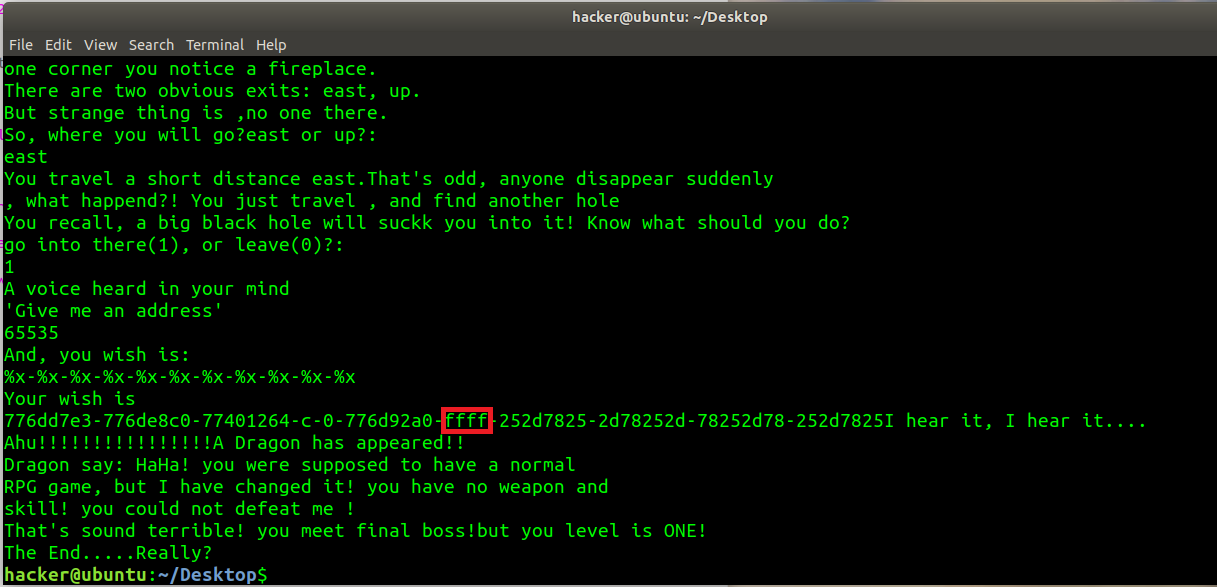 hacker@ubuntu: ~/Desktop
File Edit View Search Terminal Help
one corner you notice a fireplace.
There are two obvious exits: east, up.
But strange thing is ,no one there.
So, where you will go?east or up?:
east
You travel a short distance east.That's odd, anyone disappear suddenly
, what happend?! You just travel , and find another hole
You recall, a big black hole will suckk you into it! Know what should you do?
go into there(1), or leave(0)?:
1
A voice heard in your mind
'Give me an address'
65535
And, you wish is:
%x-%x-%x-%x-%x-%x-%x-%x-%x-%x-%x
Your wish is
776dd7e3-776de8c0-77401264-c-0-776d92a0-ffff-252d7825-2d78252d-78252d78-252d7825I hear it, I hear it....
Ahu!!!!!!!!!!!!!!!!A Dragon has appeared!!
Dragon say: HaHa! you were supposed to have a normal
RPG game, but I have changed it! you have no weapon and
skill! you could not defeat me !
That's sound terrible! you meet final boss!but you level is ONE!
The End.....Really?
hacker@ubuntu:~/Desktop$